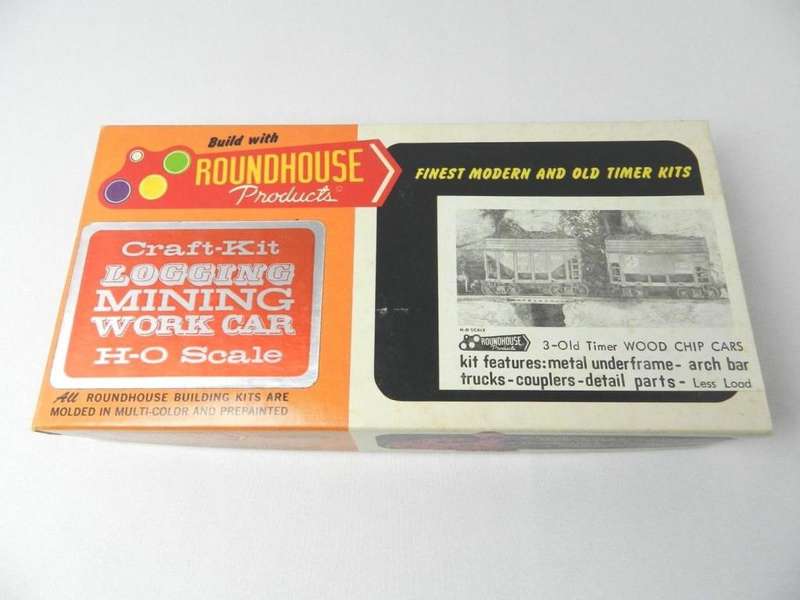 Build with
ROUNDHOUSE
Products ©
Craft-Kit
LOGGING
MINING
WORK CAR
H-O Scale
All ROUNDHOUSE BUILDING KITS ARE
MOLDED IN MULTI-COLOR AND PREPAINTED
FINEST MODERN AND OLD TIMER KITS
H-O SCALE
ROUNDHOUSE
Products
3-Old Timer WOOD CHIP CARS
kit features: metal underframe- arch bar
trucks-couplers-detail parts- Less Load